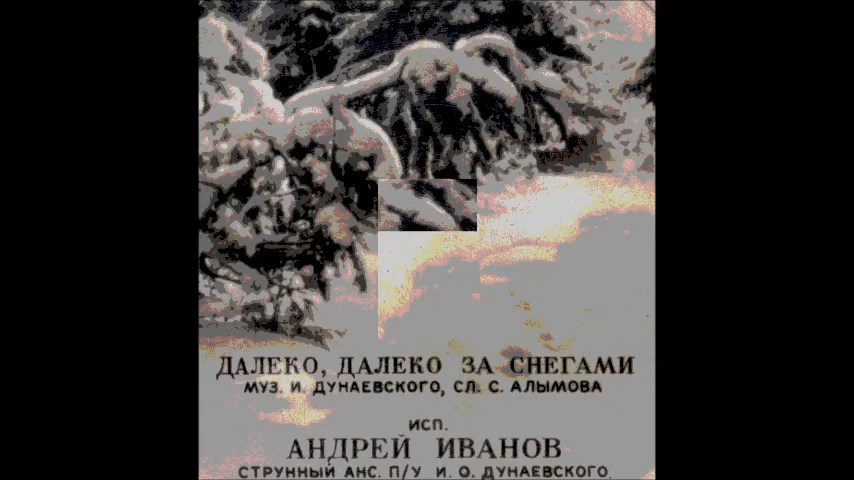 ДАЛЕКО, ДАЛЕКО ЗА СНЕГАМИ
МУЗ. И. ДУНАЕВСКОГО, СЛ. С. АЛЫМОВА
ИСП.
АНДРЕЙ ИВАНОВ
СТРУННЫЙ АНС. П/У И. О. ДУНАЕВСКОГО.